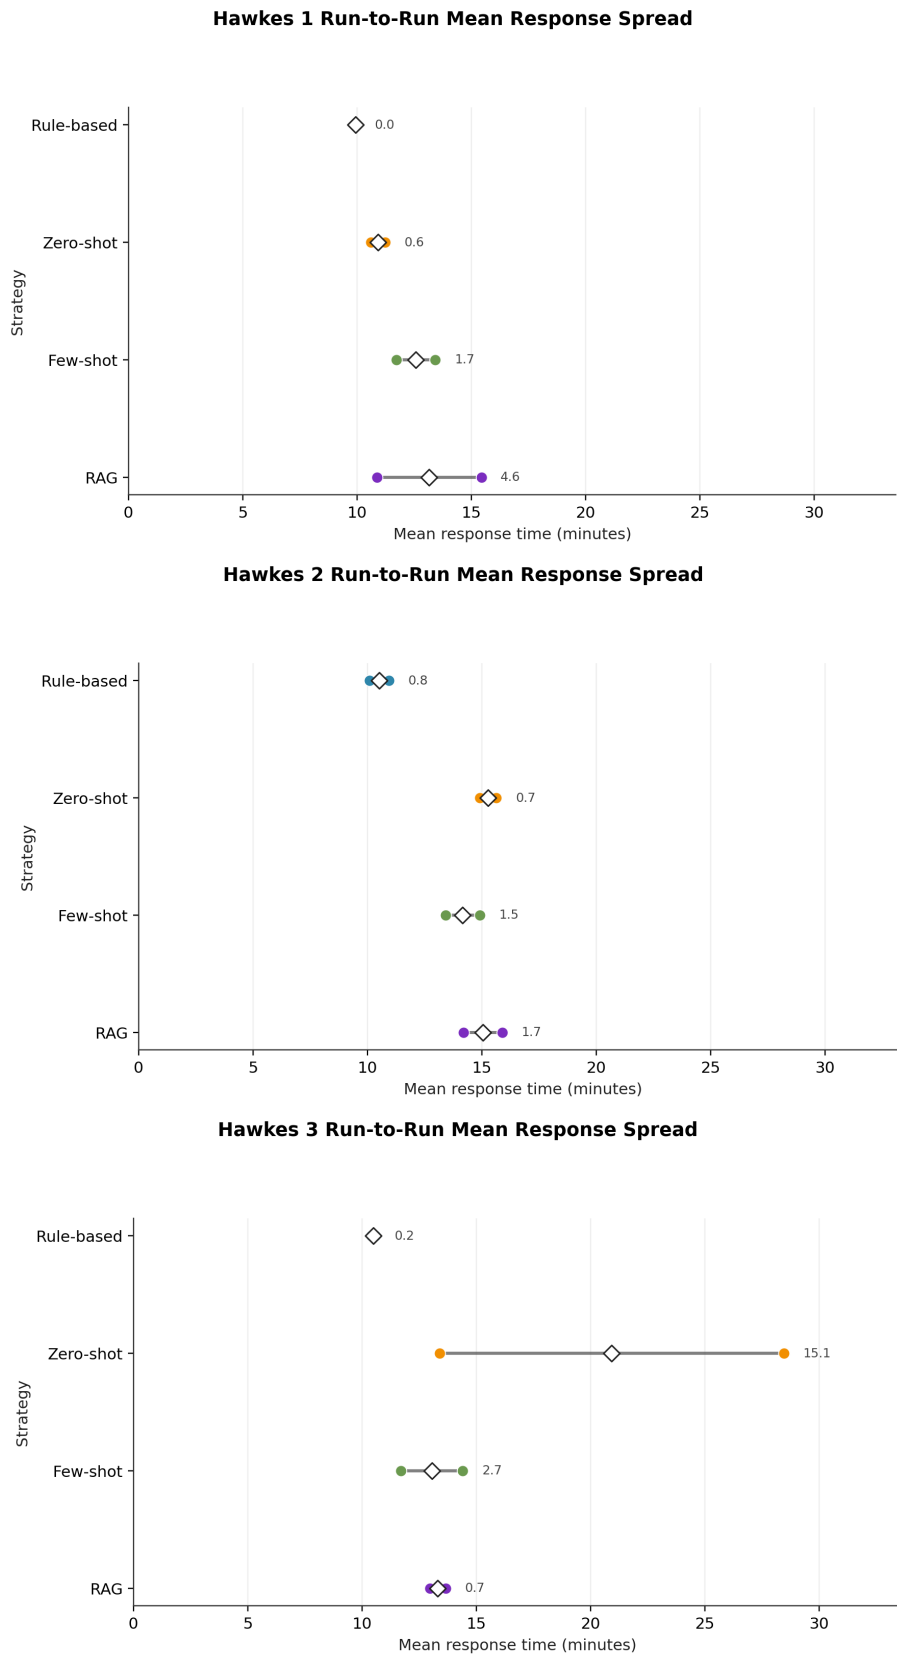 Hawkes 1 Run-to-Run Mean Response Spread
Rule-based
0.0
Zero-shot
0.6
Strategy
Few-shot
1.7
RAG
4.6
0 5 10 15 20 25 30
Mean response time (minutes)
Hawkes 2 Run-to-Run Mean Response Spread
Rule-based
0.8
Zero-shot
0.7
Strategy
Few-shot
1.5
RAG
1.7
0 5 10 15 20 25 30
Mean response time (minutes)
Hawkes 3 Run-to-Run Mean Response Spread
Rule-based
0.2
Zero-shot
15.1
Strategy
Few-shot
2.7
RAG
0.7
0 5 10 15 20 25 30
Mean response time (minutes)